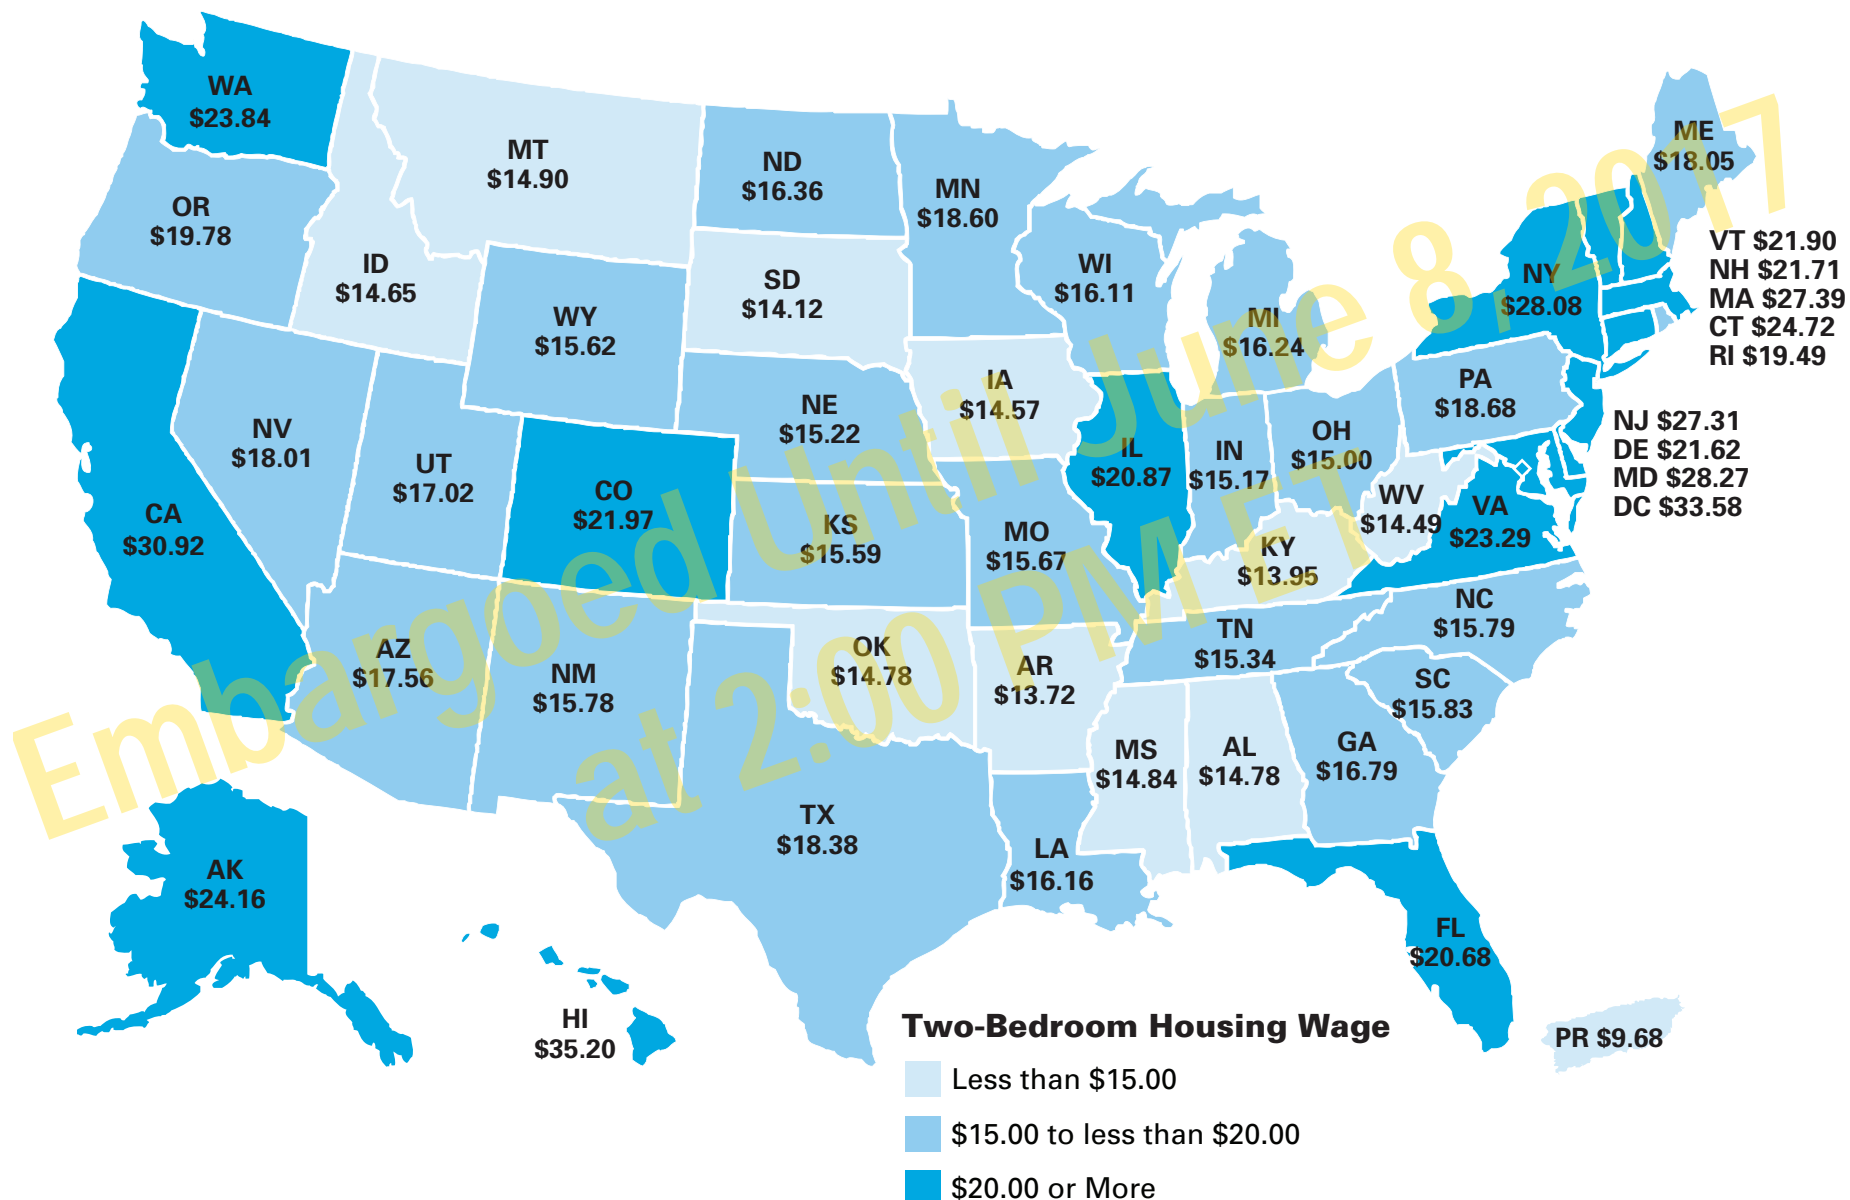 WA
$23.84
MT
$14.90
ND
$16.36
MN
$18.60
ME
$18.05
OR
$19.78
ID
$14.65
SD
$14.12
WI
$16.11
NY
$28.08
VT $21.90
NH $21.71
MA $27.39
CT $24.72
RI $19.49
WY
$15.62
MI
$16.24
IA
$14.57
PA
$18.68
NE
$15.22
NV
$18.01
UT
$17.02
CO
$21.97
IL
$20.87
IN
$15.17
OH
$15.00
NJ $27.31
DE $21.62
MD $28.27
DC $33.58
CA
$30.92
KS
$15.59
MO
$15.67
WV
$14.49
VA
$23.29
KY
$13.95
NC
$15.79
TN
$15.34
AZ
$17.56
NM
$15.78
OK
$14.78
AR
$13.72
SC
$15.83
MS
$14.84
AL
$14.78
GA
$16.79
TX
$18.38
LA
$16.16
AK
$24.16
HI
$35.20
FL
$20.68
PR $9.68
Embargoed Until June 8, 2017
at 2:00 PM ET
Two-Bedroom Housing Wage
Less than $15.00
$15.00 to less than $20.00
$20.00 or More